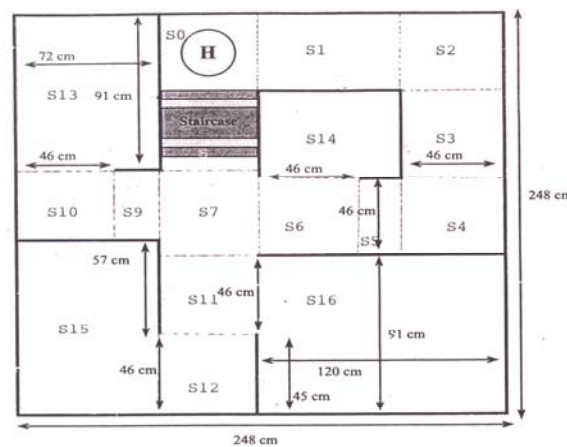 S0
H
S1
S2
72 cm
S13
91 cm
Staircase
S14
S3
46 cm
46 cm
46 cm
248 cm
S10
S9
S7
S6
46 cm
S5
S4
57 cm
S11
46 cm
S16
S15
91 cm
46 cm
S12
45 cm
120 cm
248 cm